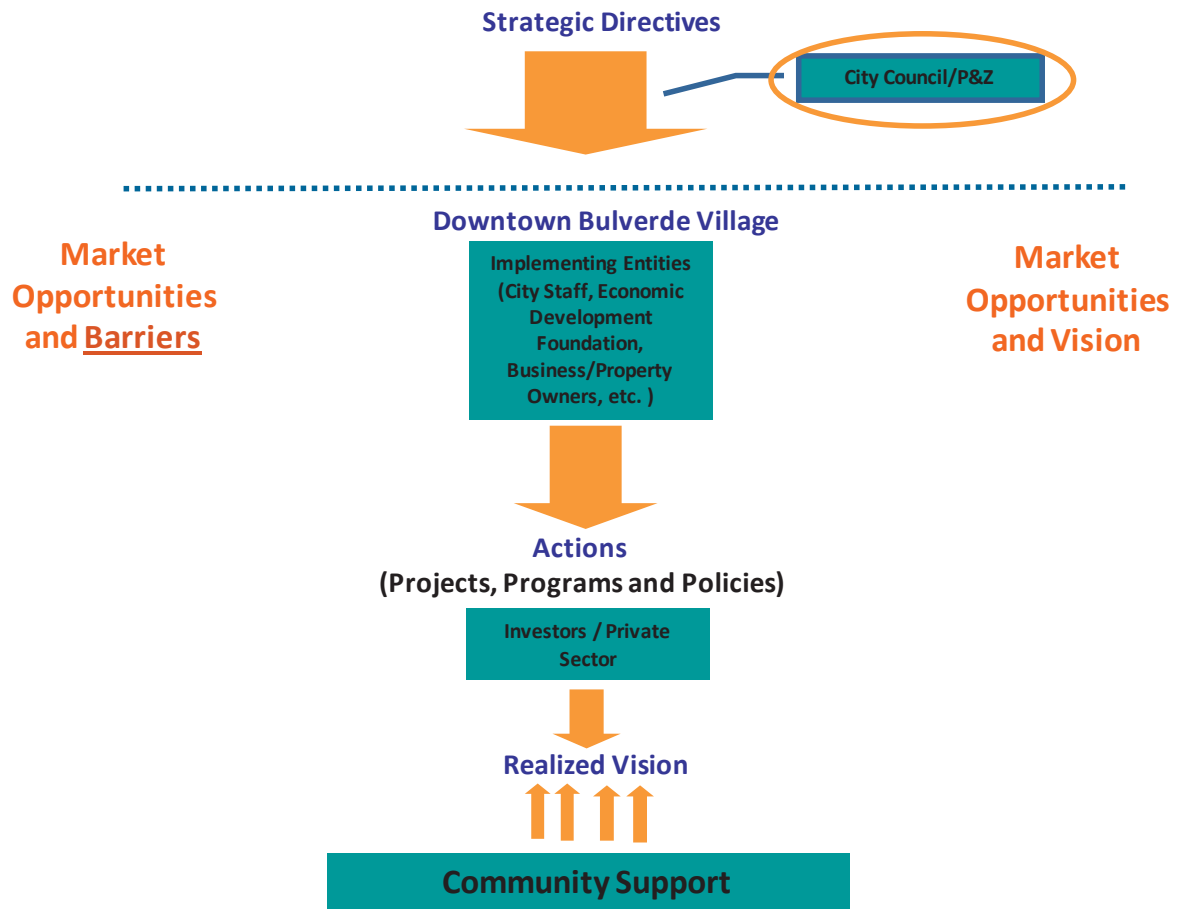 Strategic Directives
City Council/P&Z
Downtown Bulverde Village
Market
Opportunities
and Barriers
Implementing Entities
(City Staff, Economic
Development
Foundation,
Business/Property
Owners, etc. )
Market
Opportunities
and Vision
Actions
(Projects, Programs and Policies)
Investors / Private
Sector
Realized Vision
Community Support